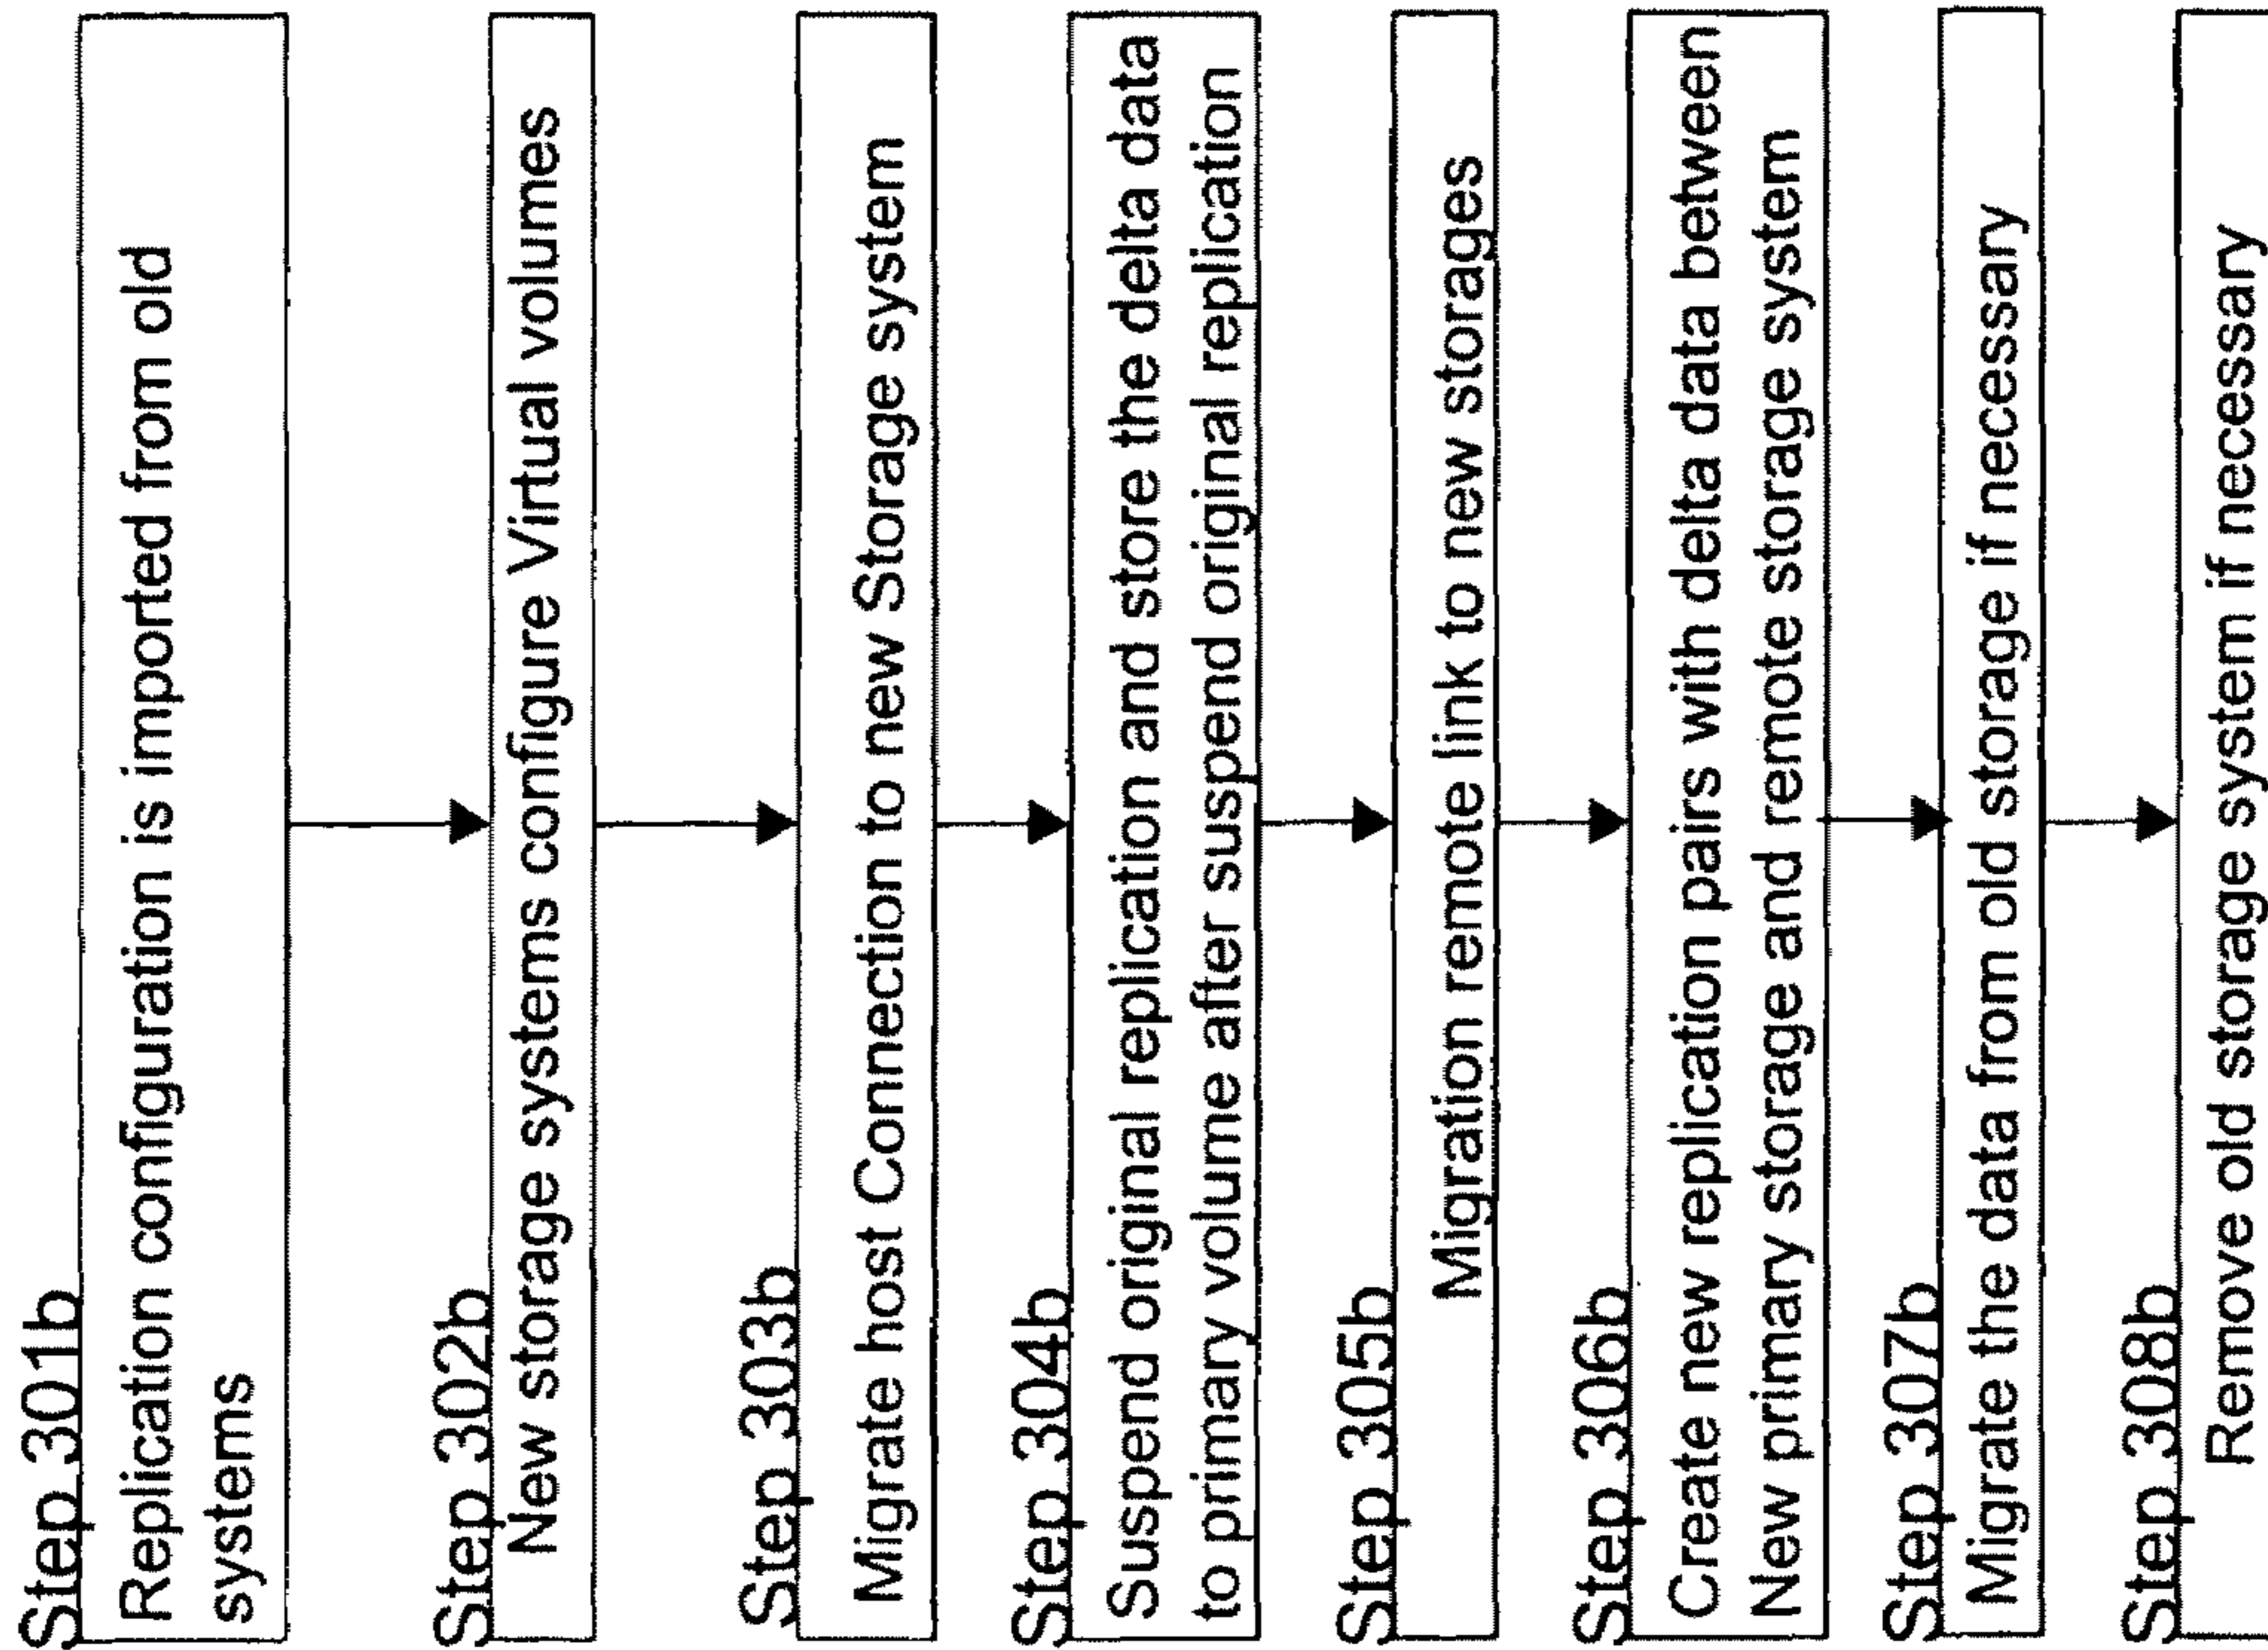 Step 301b
Replication configuration is imported from old
systems
Step 302b
New storage systems configure Virtual volumes
Step 303b
Migrate host Connection to new Storage system
Step 304b
Suspend original replication and store the delta data
to primary volume after suspend original replication
Step 305b
Migration remote link to new storages
Step 306b
Create new replication pairs with delta data between
New primary storage and remote storage system
Step 307b
Migrate the data from old storage if necessary
Step 308b
Remove old storage system if necessary